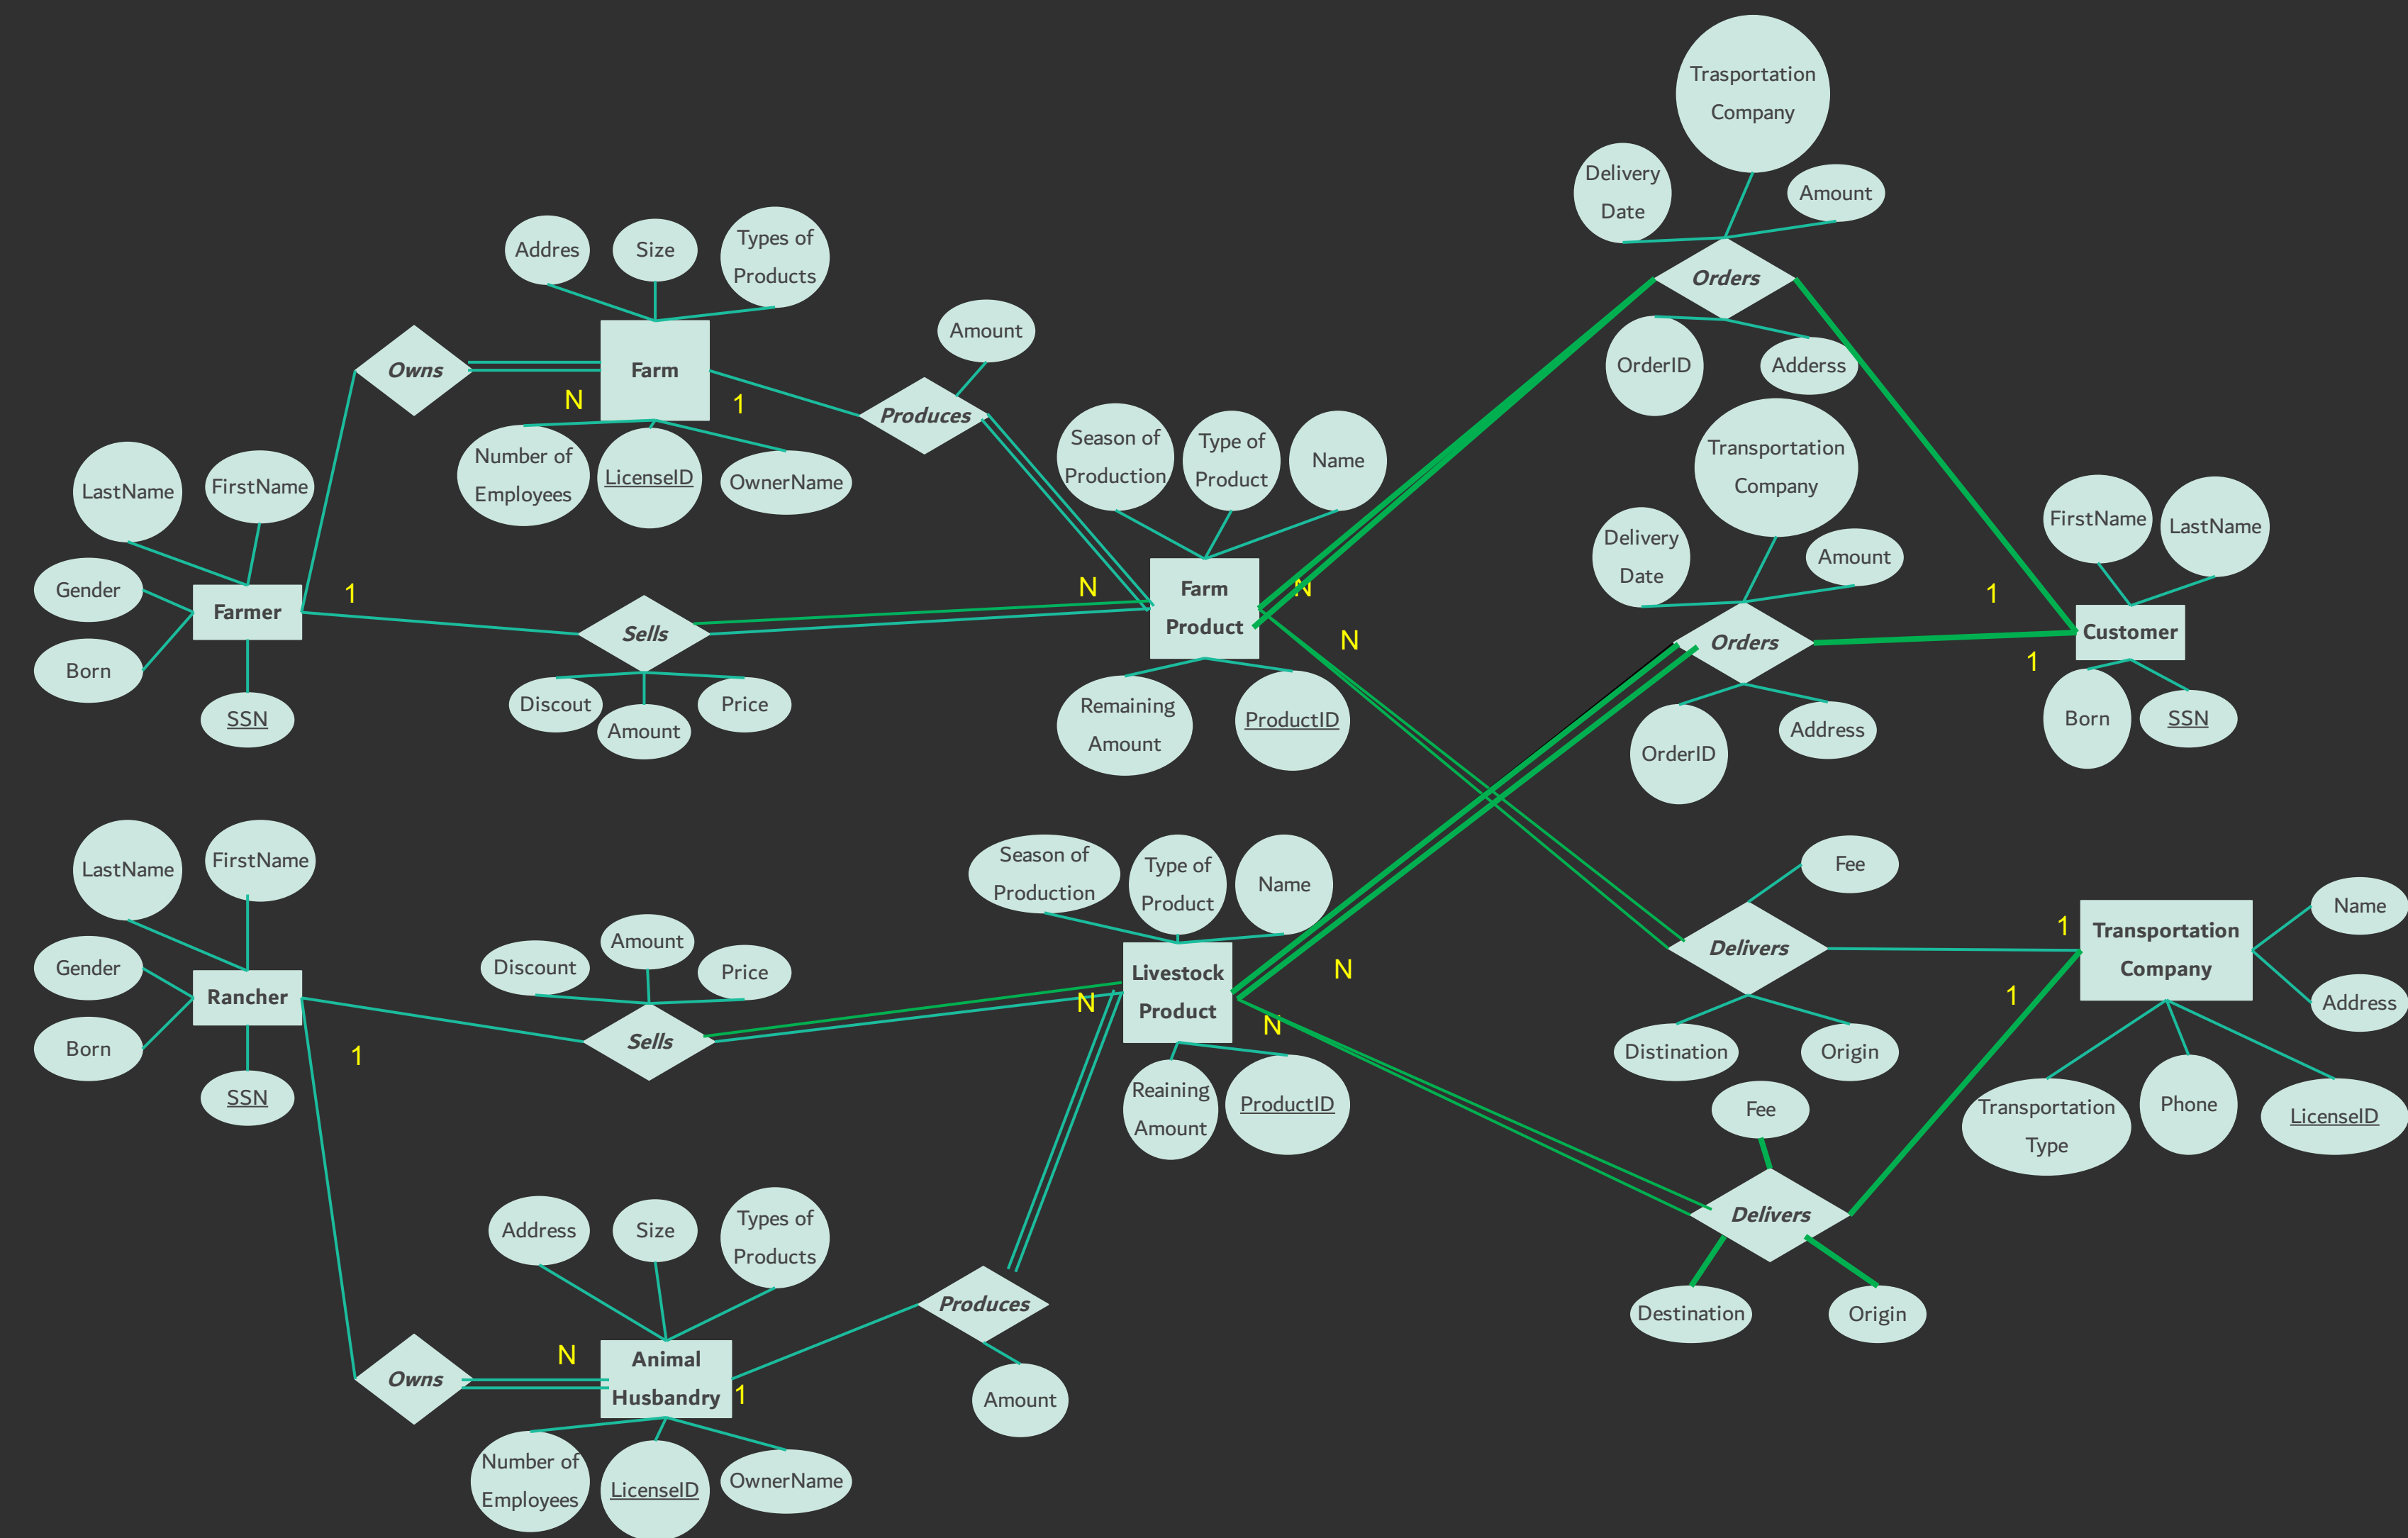 Trasportation
Company
Delivery
Date
Amount
Orders
OrderID
Adderss
Addres
Size
Types of
Products
Owns
Farm
N
1
Number of
Employees
LicenseID
OwnerName
Amount
Produces
LastName
FirstName
Gender
Farmer
1
Born
SSN
Sells
Discout
Amount
Price
Season of
Production
Type of
Product
Name
N
Farm
Product
N
N
Remaining
Amount
ProductID
Transportation
Company
Delivery
Date
Amount
Orders
OrderID
Address
FirstName
LastName
1
Customer
1
Born
SSN
LastName
FirstName
Gender
Rancher
Born
1
SSN
Discount
Amount
Price
Sells
Season of
Production
Type of
Product
Name
Livestock
Product
N
N
N
Reaining
Amount
ProductID
Fee
Delivers
Distination
Origin
1
1
Transportation
Company
Name
Address
Transportation
Type
Phone
LicenseID
Fee
Delivers
Destination
Origin
Address
Size
Types of
Products
Owns
N
Animal
Husbandry
1
Number of
Employees
LicenseID
OwnerName
Produces
Amount